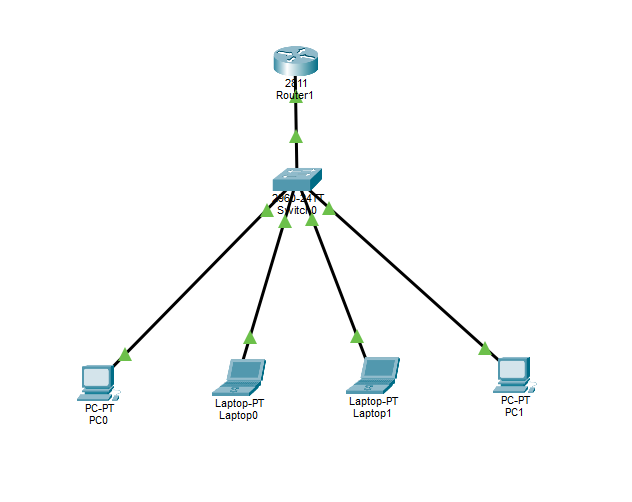 2811
Router1
2960-24TT
Switch0
PC-PT
PC0
Laptop-PT
Laptop0
Laptop-PT
Laptop1
PC-PT
PC1